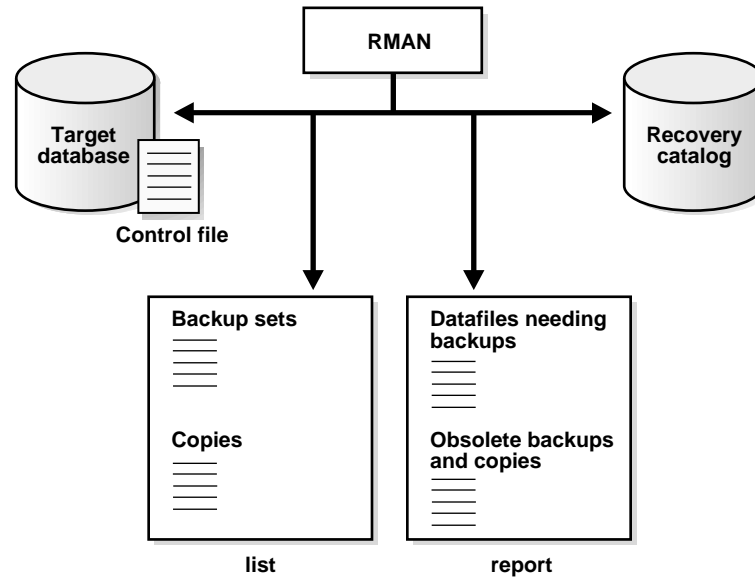 RMAN
Target
database
Recovery
catalog
Control file
Backup sets
Copies
Datafiles needing
backups
Obsolete backups
and copies
list
report